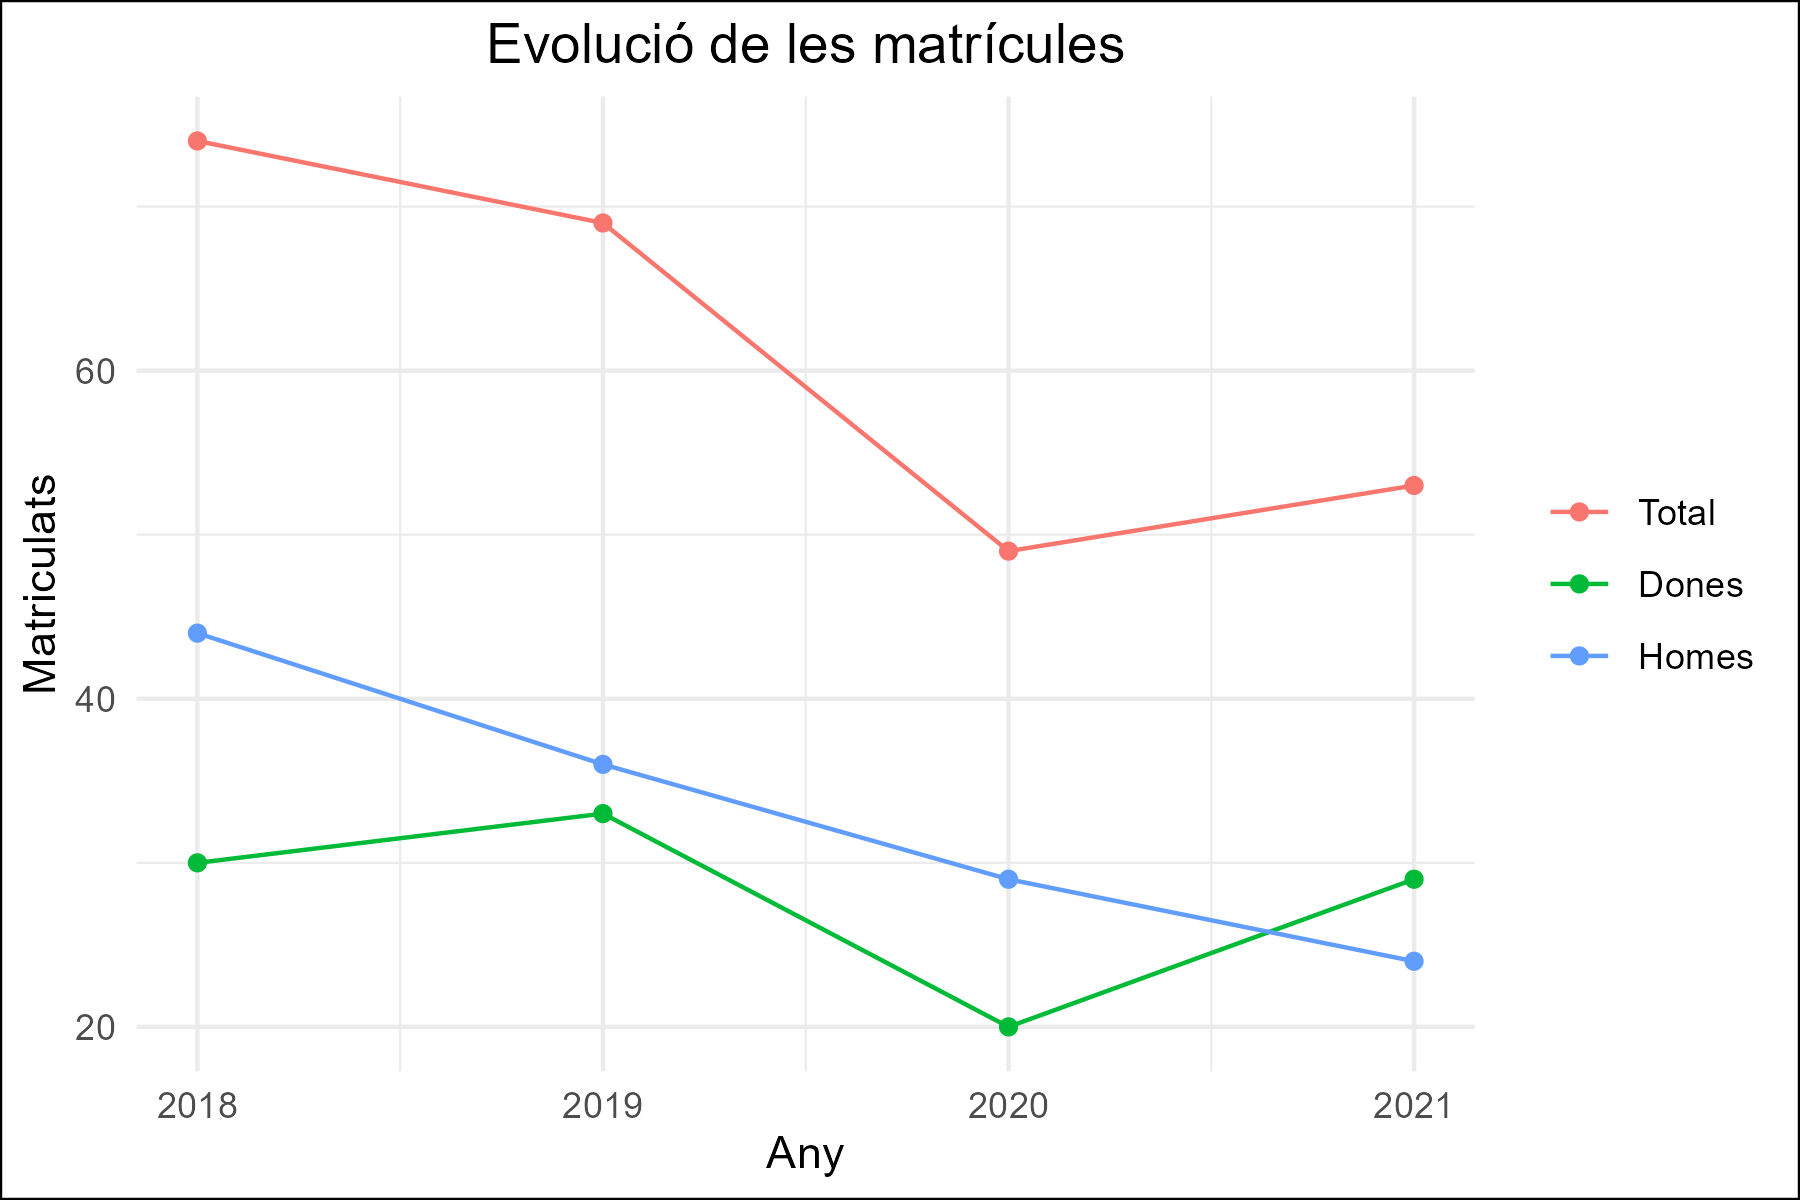 Evolució de les matrícules
Matriculats
60
40
20
2018
2019
2020
2021
Any
Total
Dones
Homes